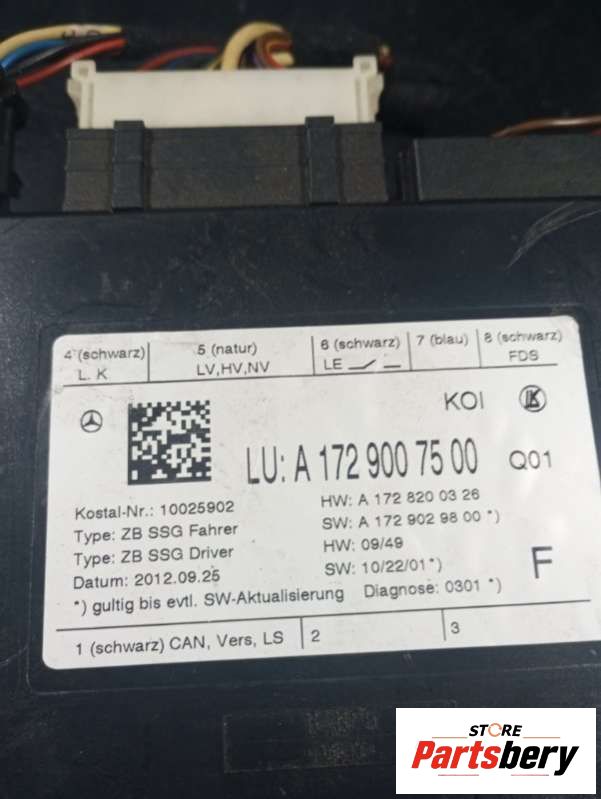 4 (schwarz) 5 (natur) 6 (schwarz) 7 (blau) 8 (schwarz)
L. K LV,HV,NV LE FDS
KOI
LU: A 172 900 75 00 Q01
Kostal-Nr.: 10025902
Type: ZB SSG Fahrer
Type: ZB SSG Driver
Datum: 2012.09.25
HW: A 172 820 03 26
SW: A 172 902 98 00 *)
HW: 09/49
SW: 10/22/01 *)
F
*) gultig bis evtl. SW-Aktualisierung Diagnose: 0301 *)
1 (schwarz) CAN, Vers, LS 2 3
STORE
Partsbery